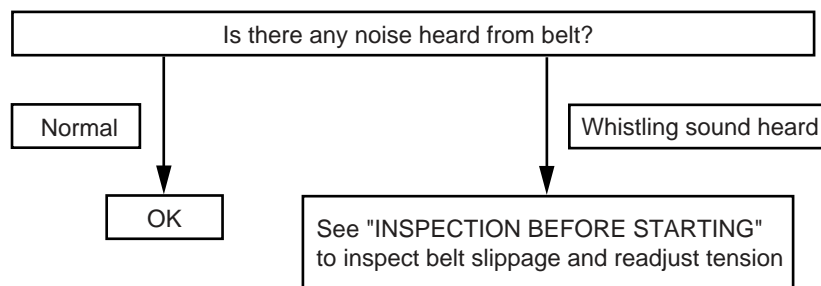 Is there any noise heard from belt?
Normal
Whistling sound heard
OK
See "INSPECTION BEFORE STARTING"
to inspect belt slippage and readjust tension